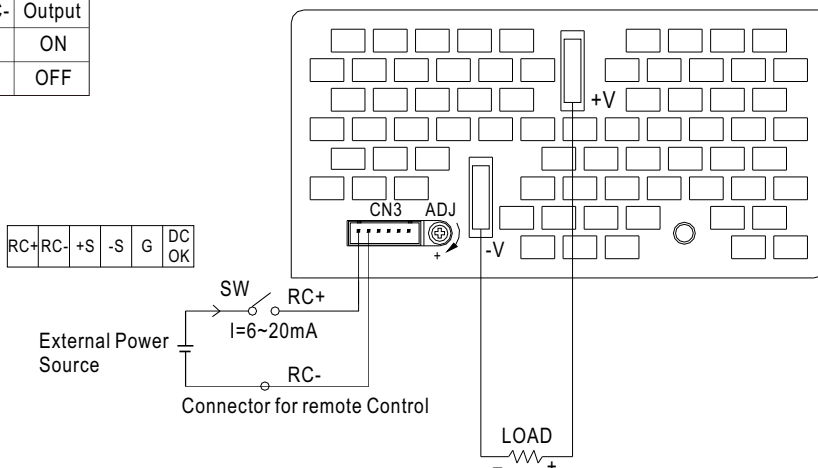 C- Output
ON
OFF
+V
CN3 ADJ
+
-V
RC+ RC- +S -S G DC OK
SW RC+
I=6~20mA
External Power
Source
RC-
Connector for remote Control
LOAD
- +